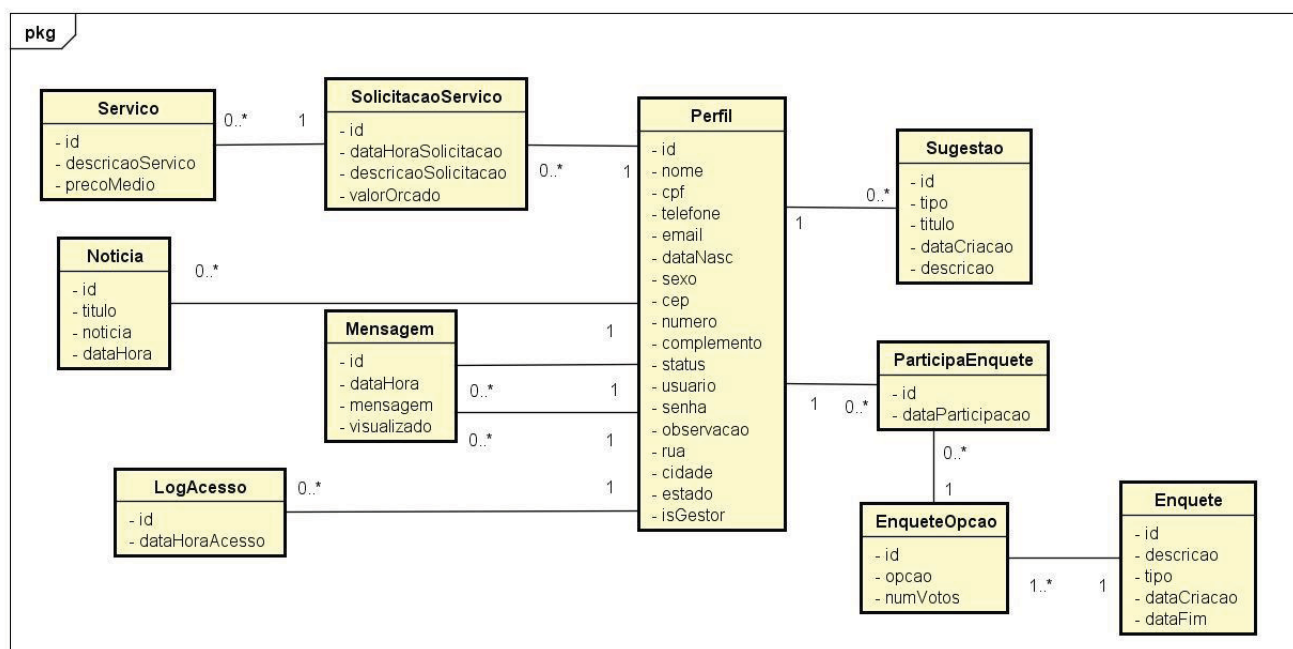 pkg
Servico
- id
- descricaoServico
- precoMedio
0..*
1
SolicitacaoServico
- id
- dataHoraSolicitacao
- descricaoSolicitacao
- valorOrcado
0..*
1
Perfil
- id
- nome
- cpf
- telefone
- email
- dataNasc
- sexo
- cep
- numero
- complemento
- status
- usuario
- senha
- observacao
- rua
- cidade
- estado
- isGestor
Sugestao
- id
- tipo
- titulo
- dataCriacao
- descricao
0..*
1
Noticia
- id
- titulo
- noticia
- dataHora
0..*
1
Mensagem
- id
- dataHora
- mensagem
- visualizado
0..*
1
0..*
1
LogAcesso
- id
- dataHoraAcesso
0..*
1
ParticipaEnquete
- id
- dataParticipacao
1
0..*
0..*
1
EnqueteOpcao
- id
- opcao
- numVotos
1..*
1
Enquete
- id
- descricao
- tipo
- dataCriacao
- dataFim